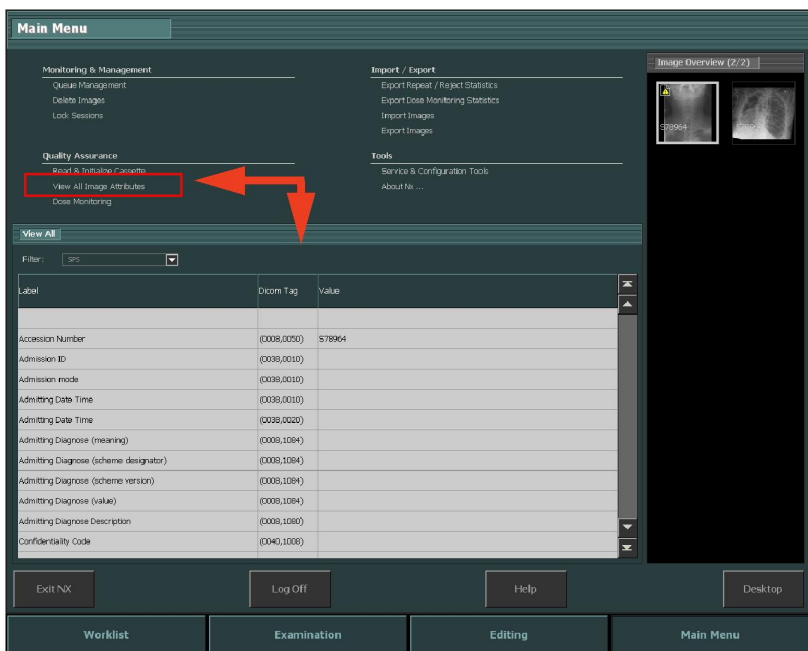 Main Menu
Monitoring & Management
Queue Management
Delete Images
Lock Sessions
Import / Export
Export Repeat / Reject Statistics
Export Dose Monitoring Statistics
Import Images
Export Images
Quality Assurance
Read & Initialize Cassette
View All Image Attributes
Dose Monitoring
Tools
Service & Configuration Tools
About Nx ...
Image Overview (2/2)
S78964
View All
Filter: SPS
Label Dicom Tag Value
Accession Number (0008,0050) S78964
Admission ID (0038,0010)
Admission mode (0038,0010)
Admitting Date Time (0038,0010)
Admitting Date Time (0038,0020)
Admitting Diagnose (meaning) (0008,1084)
Admitting Diagnose (scheme designator) (0008,1084)
Admitting Diagnose (scheme version) (0008,1084)
Admitting Diagnose (value) (0008,1084)
Admitting Diagnose Description (0008,1080)
Confidentiality Code (0040,1008)
Exit NX
Log Off
Help
Desktop
Worklist
Examination
Editing
Main Menu